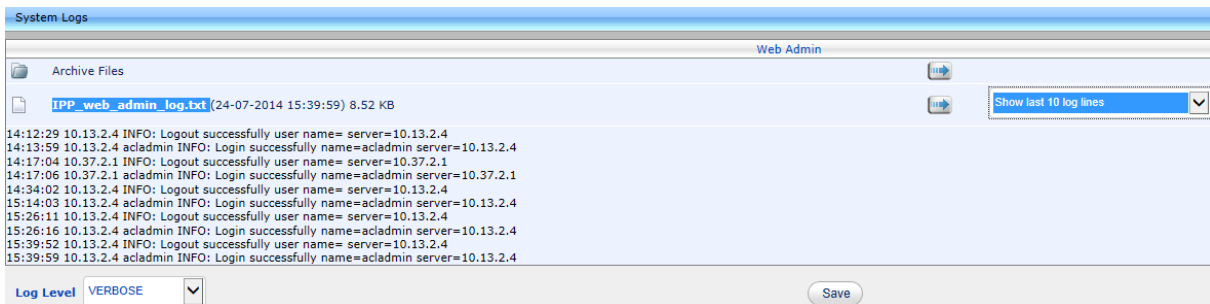 System Logs
Web Admin
Archive Files
IPP_web_admin_log.txt (24-07-2014 15:39:59) 8.52 KB
Show last 10 log lines
14:12:29 10.13.2.4 INFO: Logout successfully user name= server=10.13.2.4
14:13:59 10.13.2.4 acladmin INFO: Login successfully name=acladmin server=10.13.2.4
14:17:04 10.37.2.1 INFO: Logout successfully user name= server=10.37.2.1
14:17:06 10.37.2.1 acladmin INFO: Login successfully name=acladmin server=10.37.2.1
14:34:02 10.13.2.4 INFO: Logout successfully user name= server=10.13.2.4
15:14:03 10.13.2.4 acladmin INFO: Login successfully name=acladmin server=10.13.2.4
15:26:11 10.13.2.4 INFO: Logout successfully user name= server=10.13.2.4
15:26:16 10.13.2.4 acladmin INFO: Login successfully name=acladmin server=10.13.2.4
15:39:52 10.13.2.4 INFO: Logout successfully user name= server=10.13.2.4
15:39:59 10.13.2.4 acladmin INFO: Login successfully name=acladmin server=10.13.2.4
Log Level VERBOSE
Save